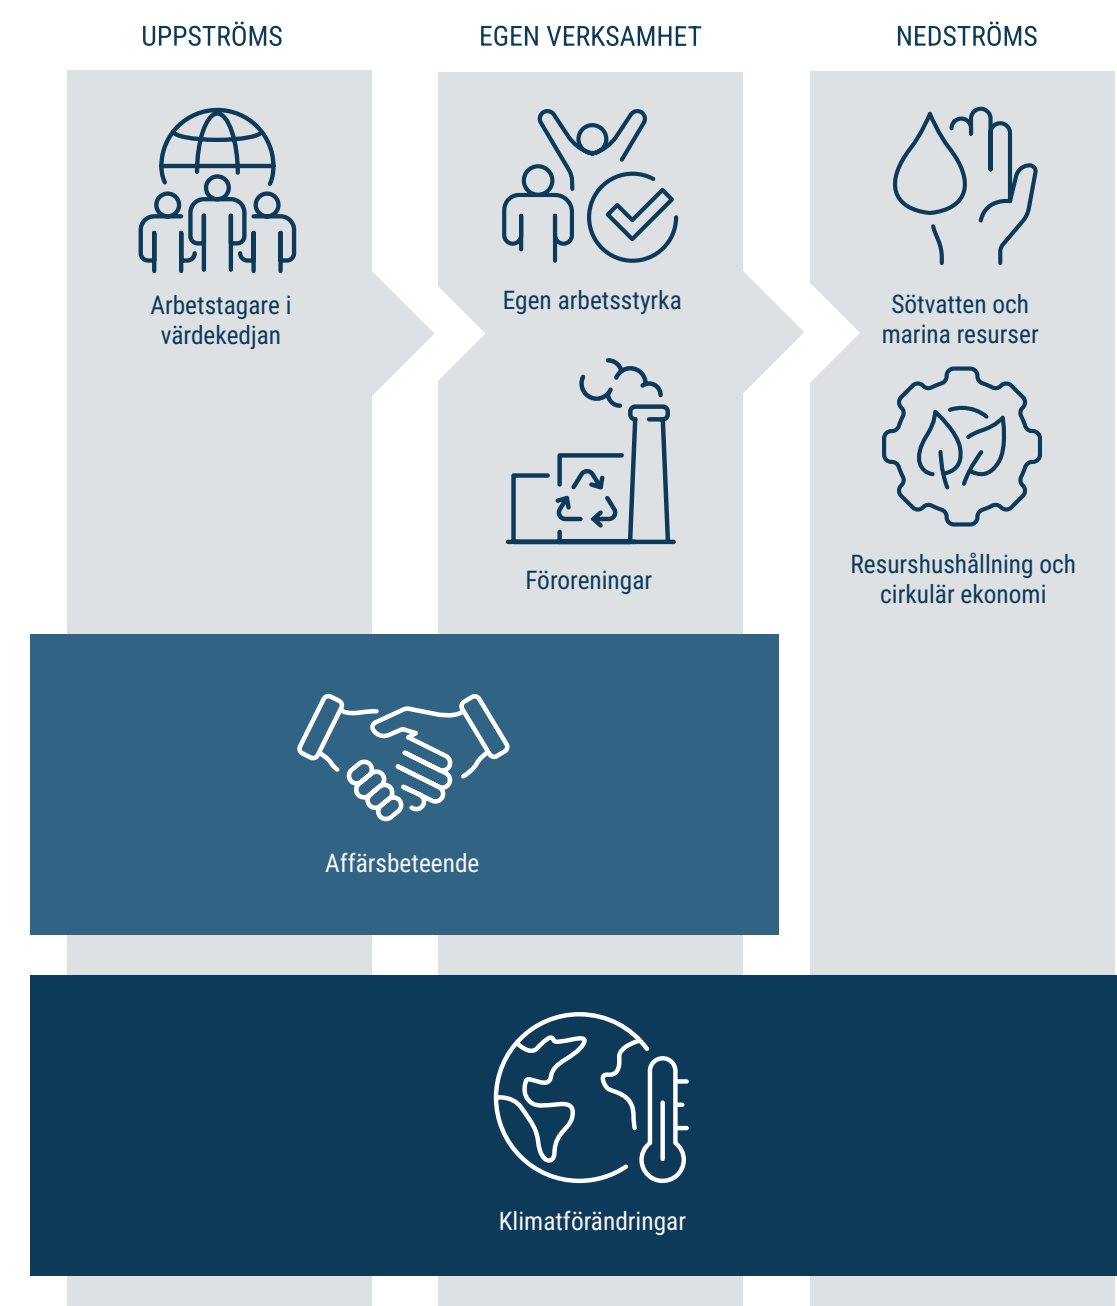 UPPSTRÖMS
EGEN VERKSAMHET
NEDSTRÖMS
Arbetstagare i
värdekedjan
Egen arbetsstyrka
Föroreningar
Sötvatten och
marina resurser
Resurshushållning och
cirkulär ekonomi
Affärsbeteende
Klimatförändringar